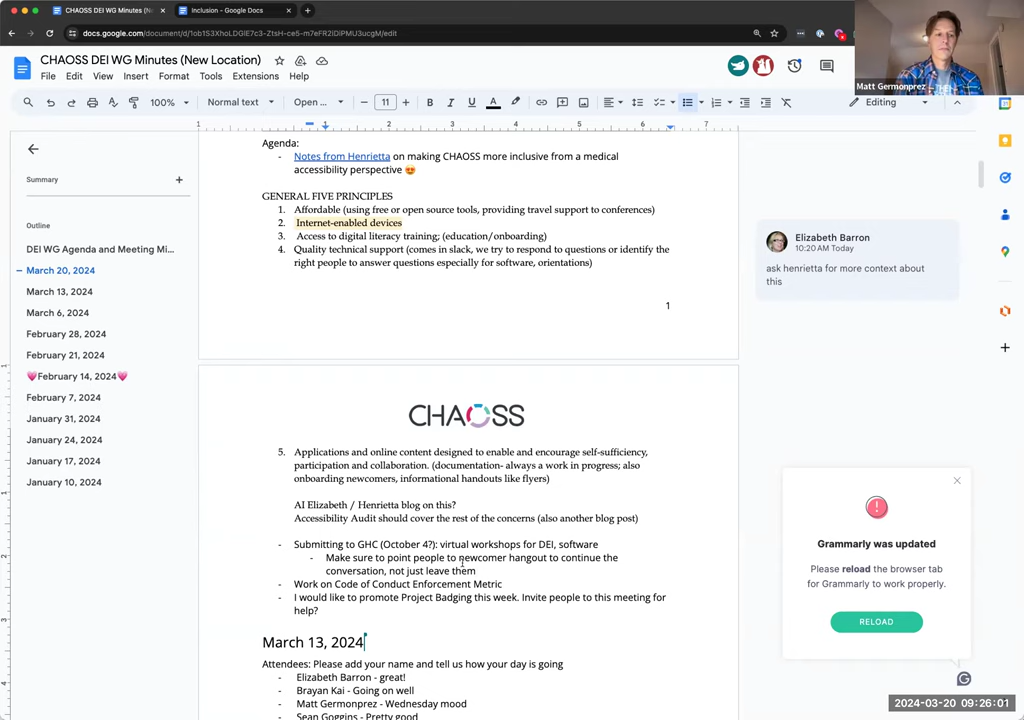 CHAOSS DEI WG Minutes (N
Inclusion - Google Docs
docs.google.com/document/d/1ob1S3XhoLDGIE7c3-ZtsH-ce5-m7eFR2iDiPMU3ucgM/edit
CHAOSS DEI WG Minutes (New Location)
File Edit View Insert Format Tools Extensions Help
100% Normal text Open ... 11 Editing
Matt Germonprez
1 1 2 3 4 5 6 7
Summary
Outline
DEI WG Agenda and Meeting Mi...
March 20, 2024
March 13, 2024
March 6, 2024
February 28, 2024
February 21, 2024
💗February 14, 2024💗
February 7, 2024
January 31, 2024
January 24, 2024
January 17, 2024
January 10, 2024
Agenda:
- Notes from Henrietta on making CHAOSS more inclusive from a medical
accessibility perspective 😍
GENERAL FIVE PRINCIPLES
1. Affordable (using free or open source tools, providing travel support to conferences)
2. Internet-enabled devices
3. Access to digital literacy training; (education/onboarding)
4. Quality technical support (comes in slack, we try to respond to questions or identify the
right people to answer questions especially for software, orientations)
1
CHAOSS
5. Applications and online content designed to enable and encourage self-sufficiency,
participation and collaboration. (documentation- always a work in progress; also
onboarding newcomers, informational handouts like flyers)
AI Elizabeth / Henrietta blog on this?
Accessibility Audit should cover the rest of the concerns (also another blog post)
- Submitting to GHC (October 4?): virtual workshops for DEI, software
- Make sure to point people to newcomer hangout to continue the
conversation, not just leave them
- Work on Code of Conduct Enforcement Metric
- I would like to promote Project Badging this week. Invite people to this meeting for
help?
March 13, 2024
Attendees: Please add your name and tell us how your day is going
- Elizabeth Barron - great!
- Brayan Kai - Going on well
- Matt Germonprez - Wednesday mood
- Sean Goggins - Pretty good
Elizabeth Barron
10:20 AM Today
ask henrietta for more context about
this
Grammarly was updated
Please reload the browser tab
for Grammarly to work properly.
RELOAD
2024-03-20 09:26:01